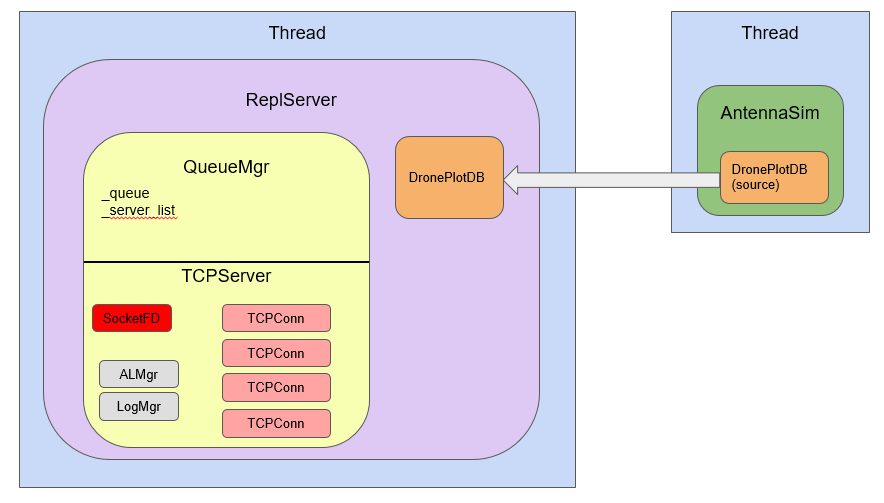 Thread
ReplServer
QueueMgr
_queue
_server_list
TCPServer
SocketFD
ALMgr
LogMgr
TCPConn
TCPConn
TCPConn
TCPConn
DronePlotDB
Thread
AntennaSim
DronePlotDB
(source)